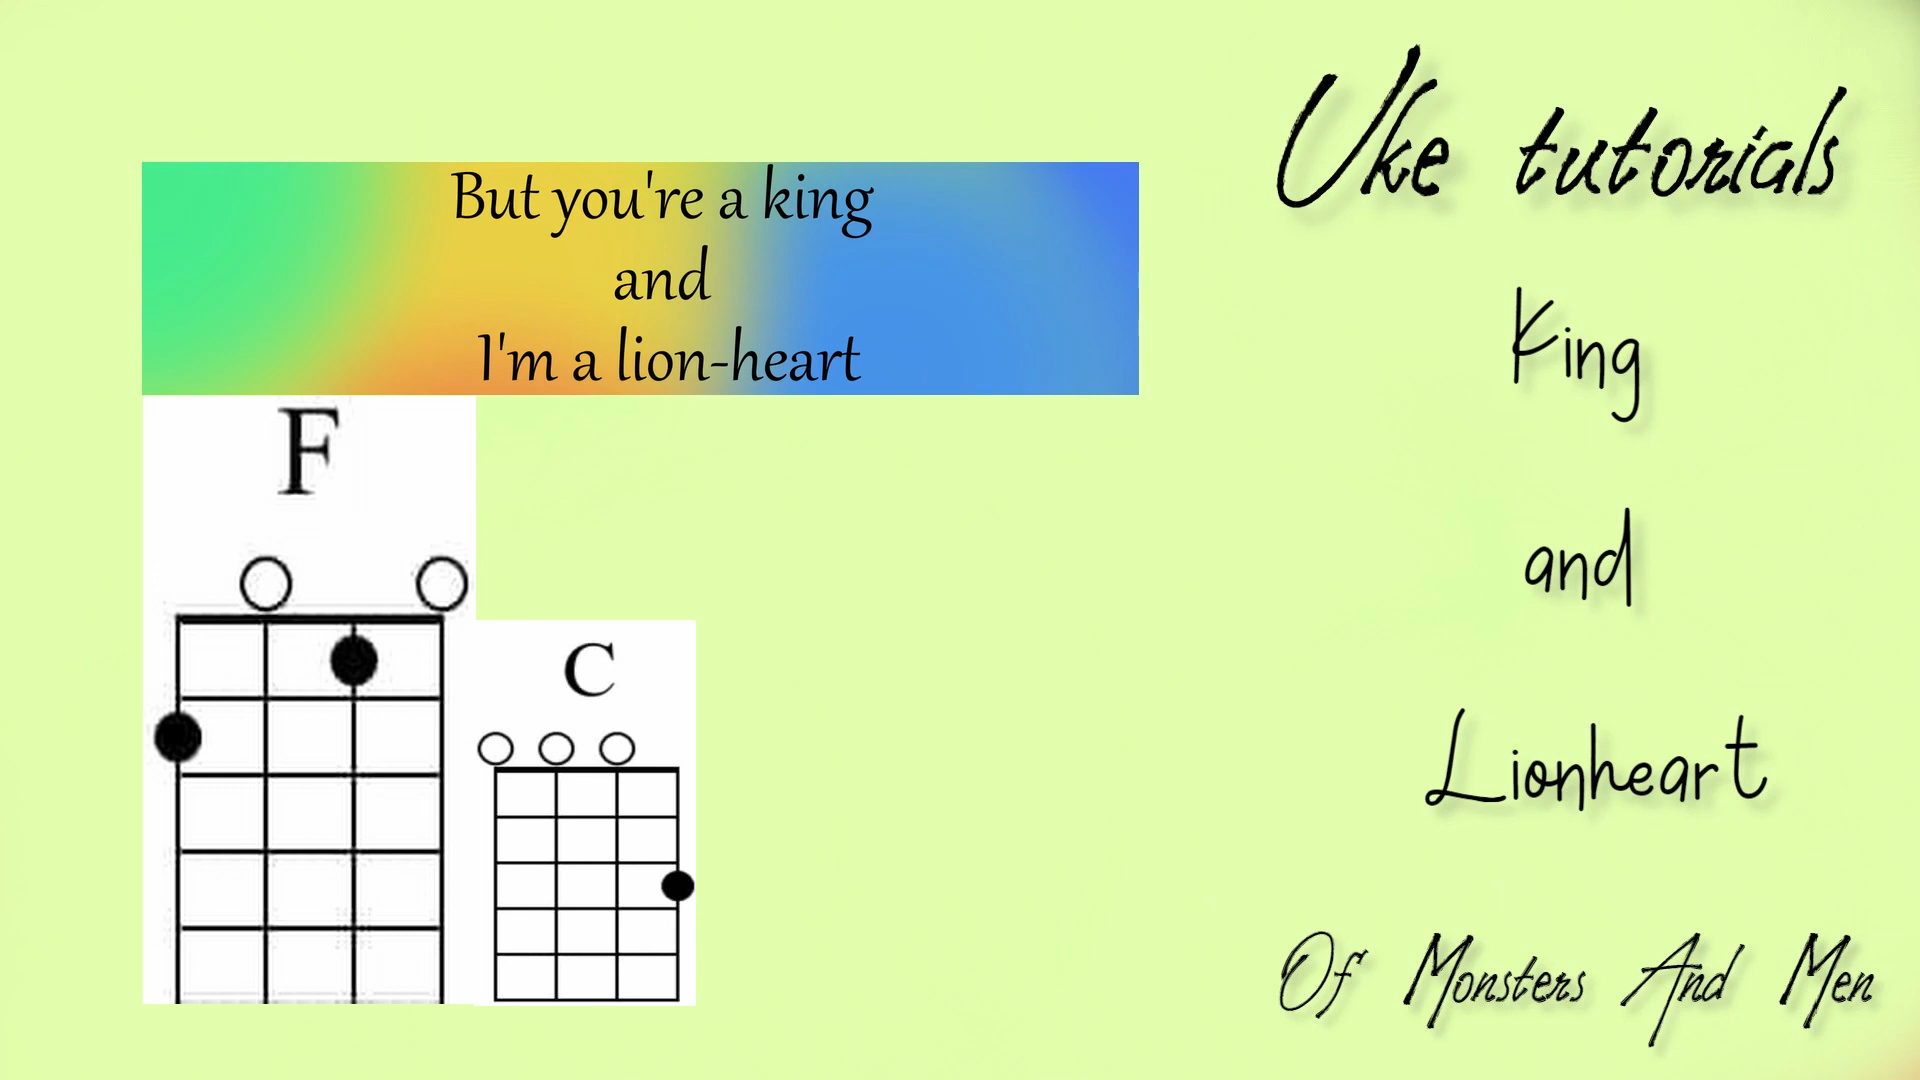 But you're a king
and
I'm a lion-heart
F
C
Uke tutorials
King
and
Lionheart
Of Monsters And Men